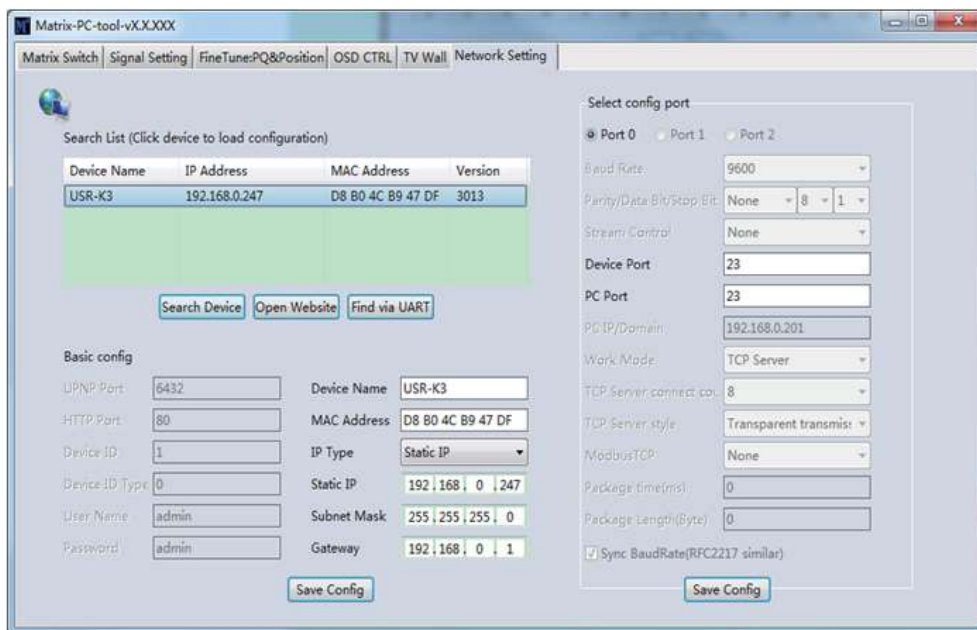 Matrix-PC-tool-vX.X.XXX
Matrix Switch Signal Setting FineTune:PQ&Position OSD CTRL TV Wall Network Setting
Search List (Click device to load configuration)
Device Name IP Address MAC Address Version
USR-K3 192.168.0.247 D8 B0 4C B9 47 DF 3013
Search Device Open Website Find via UART
Basic config
UPNP Port 6432
HTTP Port 80
Device ID 1
Device ID Type 0
User Name admin
Password admin
Device Name USR-K3
MAC Address D8 B0 4C B9 47 DF
IP Type Static IP
Static IP 192 . 168 . 0 . 247
Subnet Mask 255 . 255 . 255 . 0
Gateway 192 . 168 . 0 . 1
Save Config
Select config port
Port 0 Port 1 Port 2
Baud Rate 9600
Parity/Data Bit/Stop Bit None 8 1
Stream Control None
Device Port 23
PC Port 23
PC IP/Domain 192.168.0.201
Work Mode TCP Server
TCP Server connect cou 8
TCP Server style Transparent transmis
ModbusTCP None
Package time(ms) 0
Package Length(Byte) 0
Sync BaudRate(RFC2217 similar)
Save Config